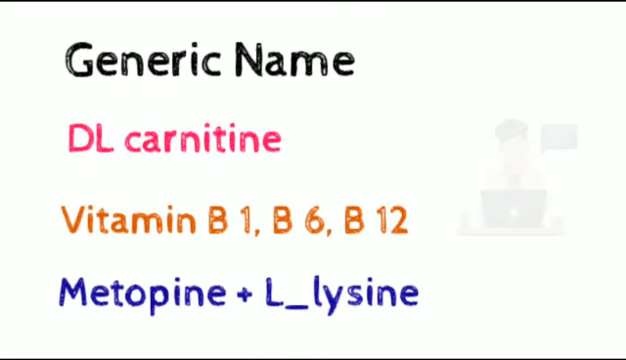 Generic Name
DL carnitine
Vitamin B 1, B 6, B 12
Metopine + L_lysine